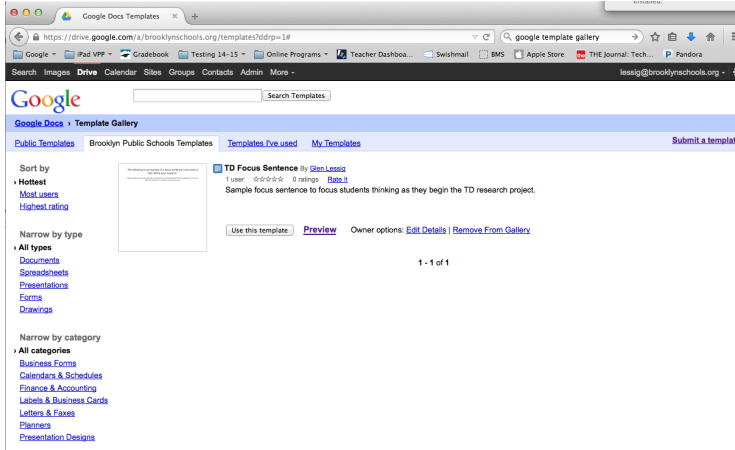 installed.
Google Docs Templates
https://drive.google.com/a/brooklynschools.org/templates?ddrp=1#
google template gallery
Google
iPad VPP
Gradebook
Testing 14-15
Online Programs
Teacher Dashboa...
Swishmail
BMS
Apple Store
THE Journal: Tech...
Pandora
Search Images Drive Calendar Sites Groups Contacts Admin More
lessig@brooklynschools.org
Google
Search Templates
Google Docs › Template Gallery
Public Templates
Brooklyn Public Schools Templates
Templates I've used
My Templates
Submit a templat
Sort by
› Hottest
Most users
Highest rating
Narrow by type
› All types
Documents
Spreadsheets
Presentations
Forms
Drawings
Narrow by category
› All categories
Business Forms
Calendars & Schedules
Finance & Accounting
Labels & Business Cards
Letters & Faxes
Planners
Presentation Designs
TD Focus Sentence By Glen Lessig
1 user ☆☆☆☆☆ 0 ratings Rate It
Sample focus sentence to focus students thinking as they begin the TD research project.
Use this template Preview Owner options: Edit Details | Remove From Gallery
1 - 1 of 1